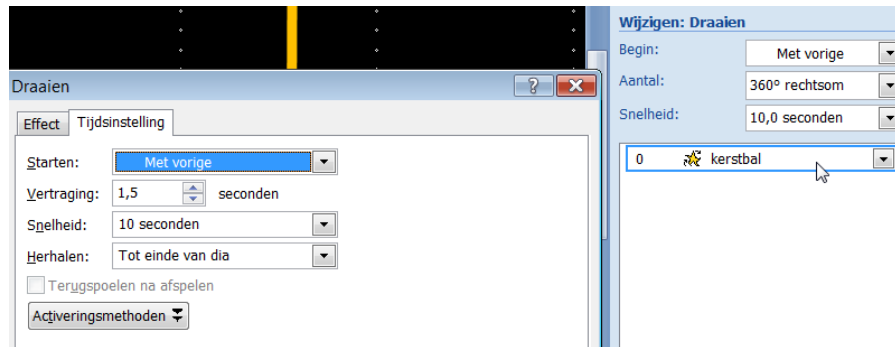 Draaien
Effect Tijdsinstelling
Starten: Met vorige
Vertraging: 1,5 seconden
Snelheid: 10 seconden
Herhalen: Tot einde van dia
Terugspoelen na afspelen
Activeringsmethoden
Wijzigen: Draaien
Begin: Met vorige
Aantal: 360º rechtsom
Snelheid: 10,0 seconden
0 kerstbal